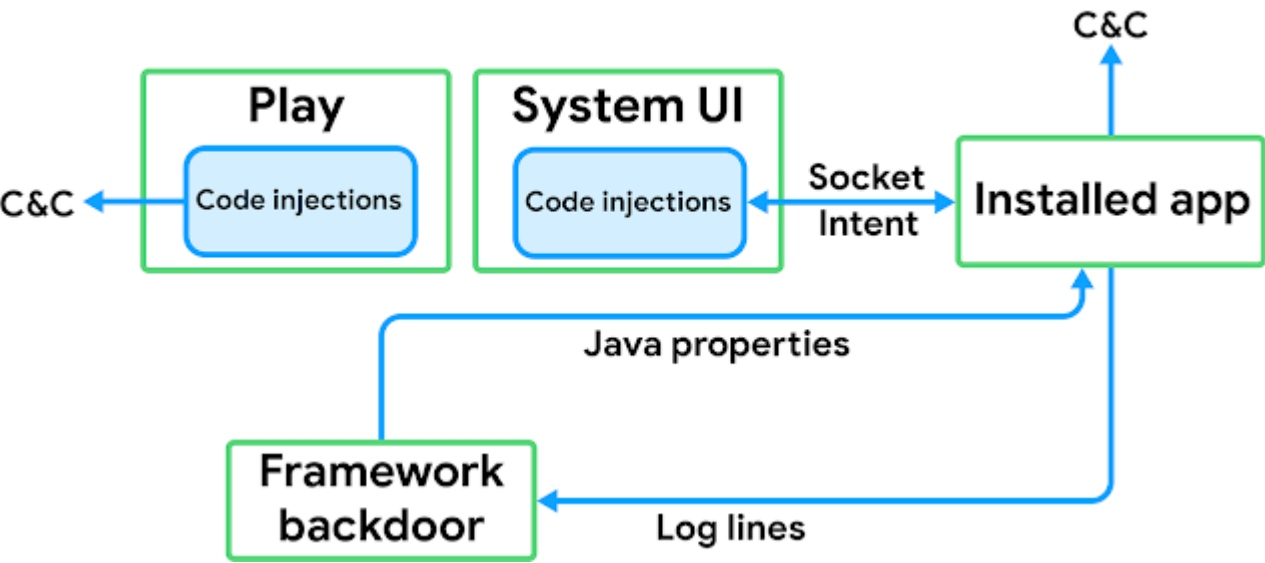 C&C
Play
System UI
Code injections
Code injections
C&C
Socket
Intent
Installed app
Java properties
Framework
backdoor
Log lines